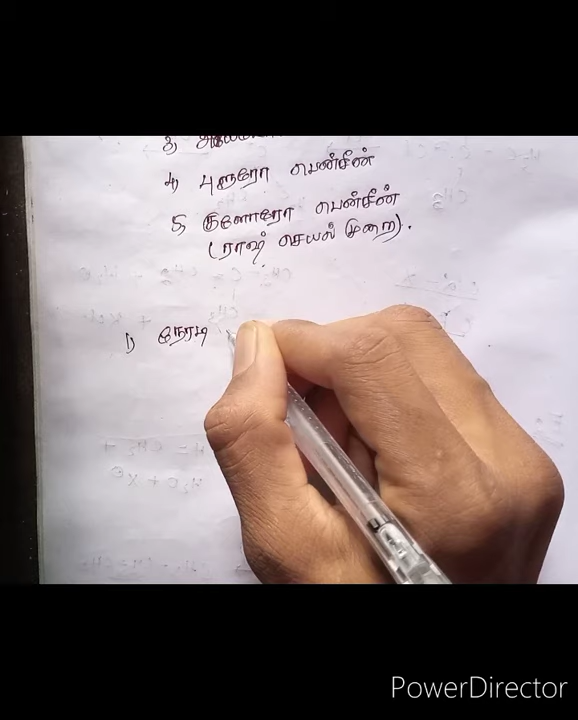 4) புளூரோ பென்சீன்
5) குளோரோ பென்சீன்
(ராஷ் செயல் முறை).
1) நேரடி
PowerDirector